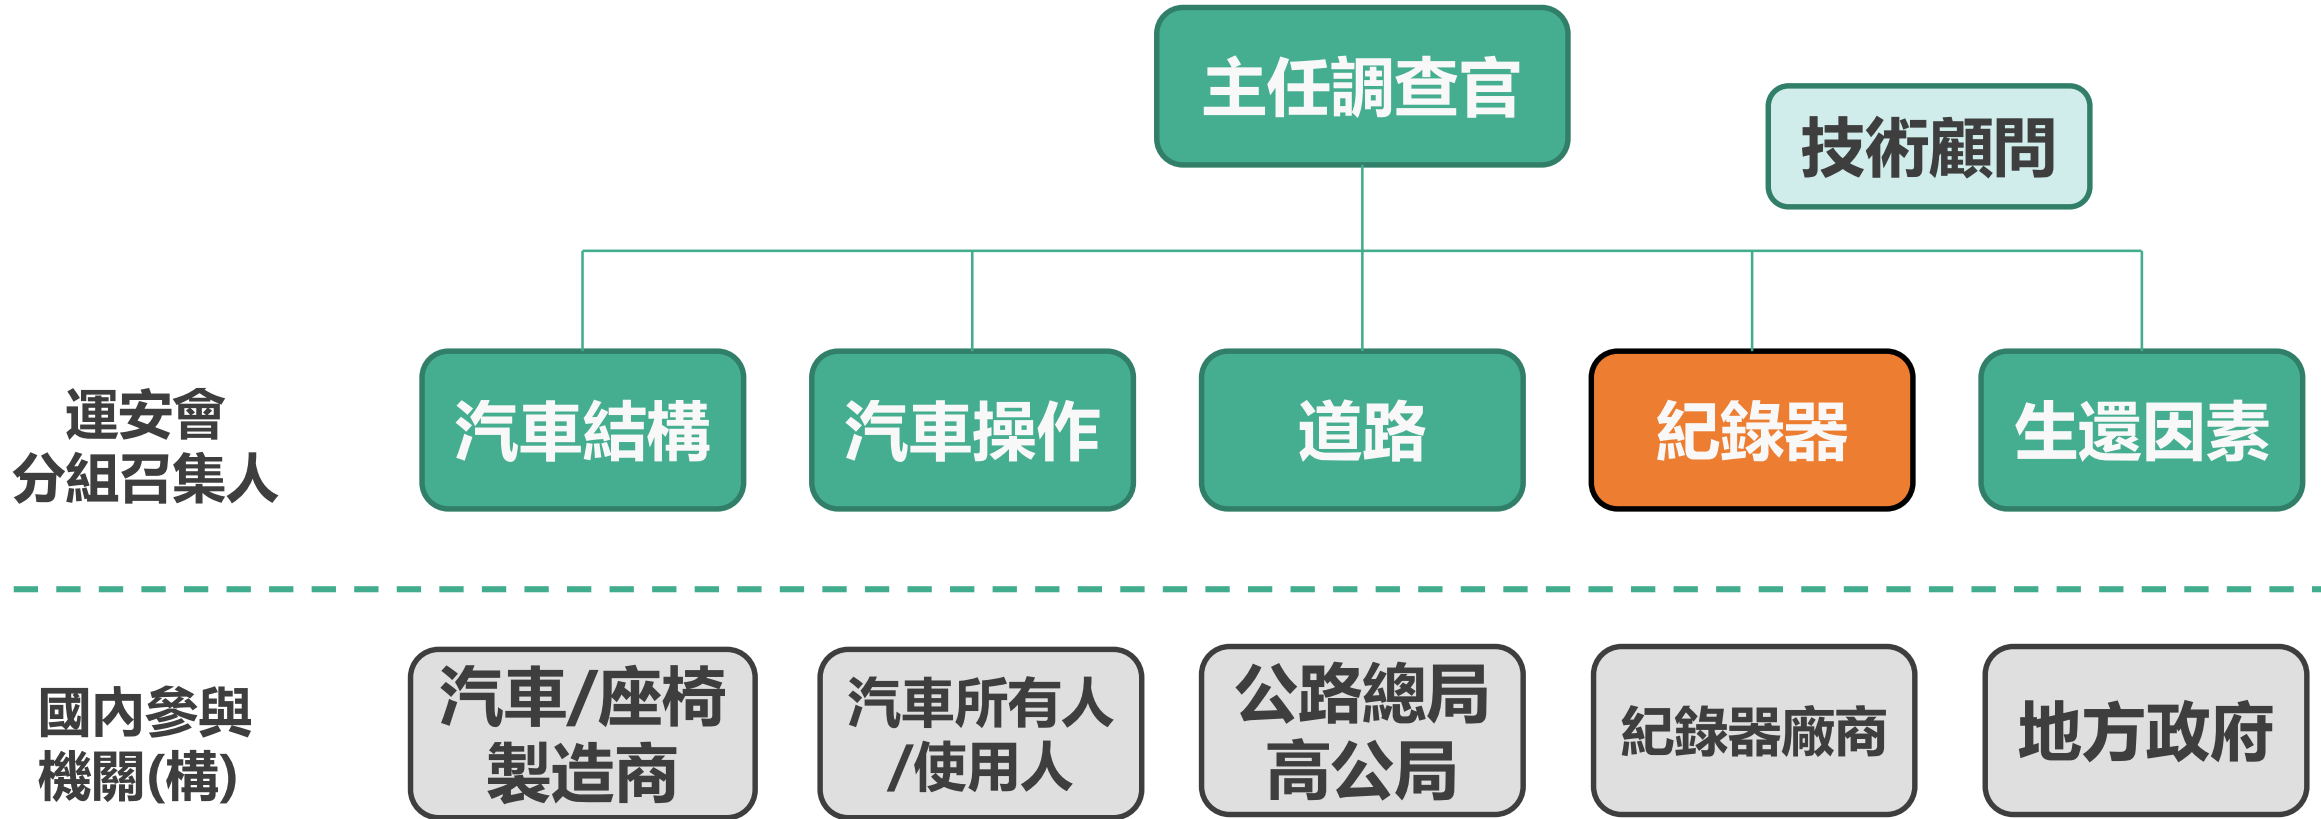 主任調查官
技術顧問
運安會
分組召集人
汽車結構
汽車操作
道路
紀錄器
生還因素
國內參與
機關(構)
汽車/座椅
製造商
汽車所有人
/使用人
公路總局
高公局
紀錄器廠商
地方政府